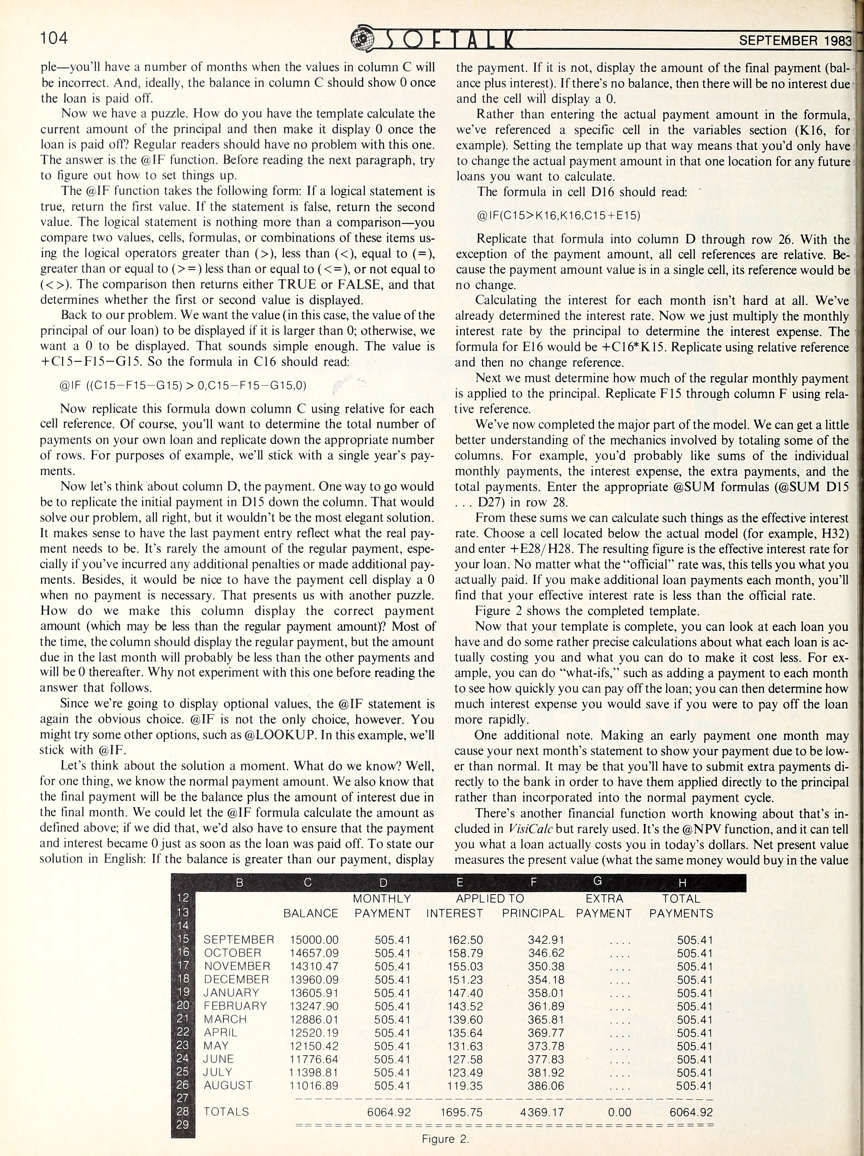 104
SOFTALK
SEPTEMBER 1983
ple—you'll have a number of months when the values in column C will
be incorrect. And, ideally, the balance in column C should show 0 once
the loan is paid off.
Now we have a puzzle. How do you have the template calculate the
current amount of the principal and then make it display 0 once the
loan is paid off? Regular readers should have no problem with this one.
The answer is the @IF function. Before reading the next paragraph, try
to figure out how to set things up.
The @IF function takes the following form: If a logical statement is
true, return the first value. If the statement is false, return the second
value. The logical statement is nothing more than a comparison—you
compare two values, cells, formulas, or combinations of these items us-
ing the logical operators greater than (>), less than (<), equal to (=),
greater than or equal to (> =) less than or equal to (< =), or not equal to
(< >). The comparison then returns either TRUE or FALSE, and that
determines whether the first or second value is displayed.
Back to our problem. We want the value (in this case, the value of the
principal of our loan) to be displayed if it is larger than 0; otherwise, we
want a 0 to be displayed. That sounds simple enough. The value is
+C15−F15−G15. So the formula in C16 should read:
@IF ((C15−F15−G15) > 0,C15−F15−G15,0)
Now replicate this formula down column C using relative for each
cell reference. Of course, you'll want to determine the total number of
payments on your own loan and replicate down the appropriate number
of rows. For purposes of example, we'll stick with a single year's pay-
ments.
Now let's think about column D, the payment. One way to go would
be to replicate the initial payment in D15 down the column. That would
solve our problem, all right, but it wouldn't be the most elegant solution.
It makes sense to have the last payment entry reflect what the real pay-
ment needs to be. It's rarely the amount of the regular payment, espe-
cially if you've incurred any additional penalties or made additional pay-
ments. Besides, it would be nice to have the payment cell display a 0
when no payment is necessary. That presents us with another puzzle.
How do we make this column display the correct payment
amount (which may be less than the regular payment amount)? Most of
the time, the column should display the regular payment, but the amount
due in the last month will probably be less than the other payments and
will be 0 thereafter. Why not experiment with this one before reading the
answer that follows.
Since we're going to display optional values, the @IF statement is
again the obvious choice. @IF is not the only choice, however. You
might try some other options, such as @LOOKUP. In this example, we'll
stick with @IF.
Let's think about the solution a moment. What do we know? Well,
for one thing, we know the normal payment amount. We also know that
the final payment will be the balance plus the amount of interest due in
the final month. We could let the @IF formula calculate the amount as
defined above; if we did that, we'd also have to ensure that the payment
and interest became 0 just as soon as the loan was paid off. To state our
solution in English: If the balance is greater than our payment, display
the payment. If it is not, display the amount of the final payment (bal-
ance plus interest). If there's no balance, then there will be no interest due
and the cell will display a 0.
Rather than entering the actual payment amount in the formula,
we've referenced a specific cell in the variables section (K16, for
example). Setting the template up that way means that you'd only have
to change the actual payment amount in that one location for any future
loans you want to calculate.
The formula in cell D16 should read:
@IF(C15>K16,K16,C15+E15)
Replicate that formula into column D through row 26. With the
exception of the payment amount, all cell references are relative. Be-
cause the payment amount value is in a single cell, its reference would be
no change.
Calculating the interest for each month isn't hard at all. We've
already determined the interest rate. Now we just multiply the monthly
interest rate by the principal to determine the interest expense. The
formula for E16 would be +C16*K15. Replicate using relative reference
and then no change reference.
Next we must determine how much of the regular monthly payment
is applied to the principal. Replicate F15 through column F using rela-
tive reference.
We've now completed the major part of the model. We can get a little
better understanding of the mechanics involved by totaling some of the
columns. For example, you'd probably like sums of the individual
monthly payments, the interest expense, the extra payments, and the
total payments. Enter the appropriate @SUM formulas (@SUM D15
. . . D27) in row 28.
From these sums we can calculate such things as the effective interest
rate. Choose a cell located below the actual model (for example, H32)
and enter +E28/H28. The resulting figure is the effective interest rate for
your loan. No matter what the "official" rate was, this tells you what you
actually paid. If you make additional loan payments each month, you'll
find that your effective interest rate is less than the official rate.
Figure 2 shows the completed template.
Now that your template is complete, you can look at each loan you
have and do some rather precise calculations about what each loan is ac-
tually costing you and what you can do to make it cost less. For ex-
ample, you can do "what-ifs," such as adding a payment to each month
to see how quickly you can pay off the loan; you can then determine how
much interest expense you would save if you were to pay off the loan
more rapidly.
One additional note. Making an early payment one month may
cause your next month's statement to show your payment due to be low-
er than normal. It may be that you'll have to submit extra payments di-
rectly to the bank in order to have them applied directly to the principal
rather than incorporated into the normal payment cycle.
There's another financial function worth knowing about that's in-
cluded in VisiCalc but rarely used. It's the @NPV function, and it can tell
you what a loan actually costs you in today's dollars. Net present value
measures the present value (what the same money would buy in the value
B C D E F G H
12 MONTHLY APPLIED TO EXTRA TOTAL
13 BALANCE PAYMENT INTEREST PRINCIPAL PAYMENT PAYMENTS
14
15 SEPTEMBER 15000.00 505.41 162.50 342.91 .... 505.41
16 OCTOBER 14657.09 505.41 158.79 346.62 .... 505.41
17 NOVEMBER 14310.47 505.41 155.03 350.38 .... 505.41
18 DECEMBER 13960.09 505.41 151.23 354.18 .... 505.41
19 JANUARY 13605.91 505.41 147.40 358.01 .... 505.41
20 FEBRUARY 13247.90 505.41 143.52 361.89 .... 505.41
21 MARCH 12886.01 505.41 139.60 365.81 .... 505.41
22 APRIL 12520.19 505.41 135.64 369.77 .... 505.41
23 MAY 12150.42 505.41 131.63 373.78 .... 505.41
24 JUNE 11776.64 505.41 127.58 377.83 .... 505.41
25 JULY 11398.81 505.41 123.49 381.92 .... 505.41
26 AUGUST 11016.89 505.41 119.35 386.06 .... 505.41
27
28 TOTALS 6064.92 1695.75 4369.17 0.00 6064.92
29
Figure 2.